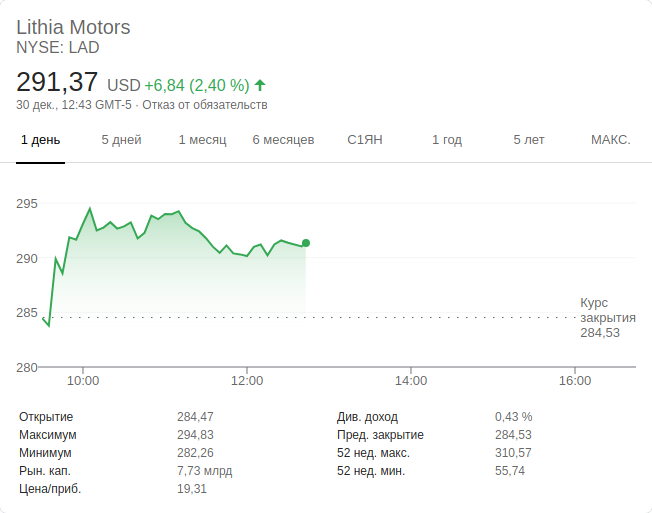 Lithia Motors
NYSE: LAD
291,37 USD +6,84 (2,40 %)
30 дек., 12:43 GMT-5 · Отказ от обязательств
1 день 5 дней 1 месяц 6 месяцев С1ЯН 1 год 5 лет МАКС.
295
290
285
280
Курс
закрытия
284,53
10:00 12:00 14:00 16:00
Открытие 284,47
Максимум 294,83
Минимум 282,26
Рын. кап. 7,73 млрд
Цена/приб. 19,31
Див. доход 0,43 %
Пред. закрытие 284,53
52 нед. макс. 310,57
52 нед. мин. 55,74